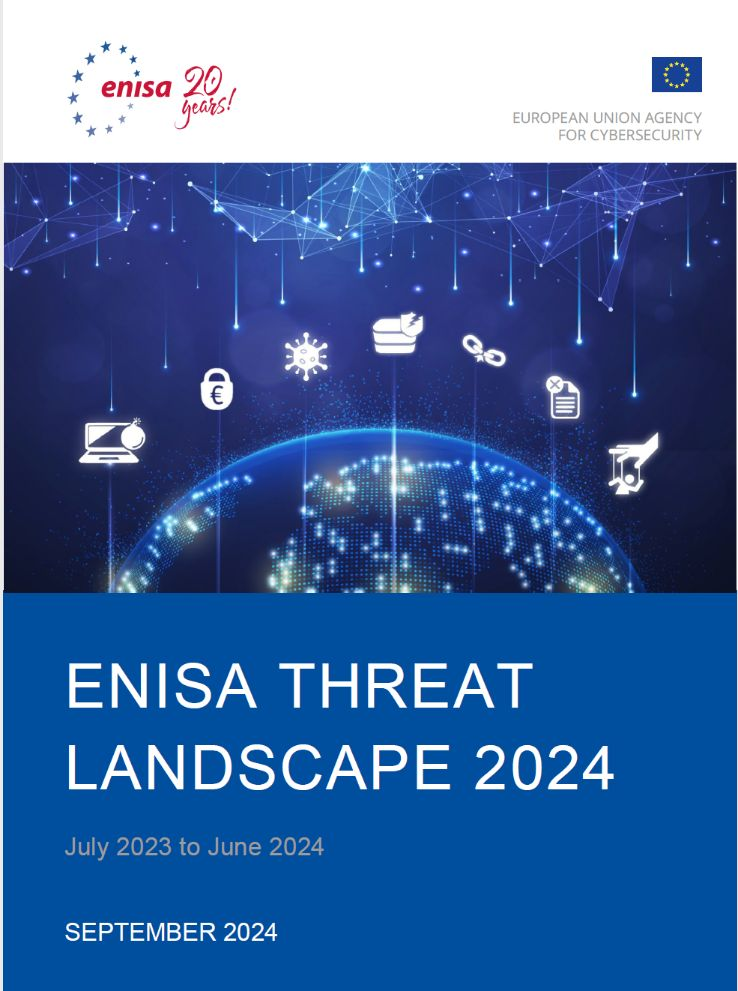 enisa 20
years!
EUROPEAN UNION AGENCY
FOR CYBERSECURITY
€
ENISA THREAT
LANDSCAPE 2024
July 2023 to June 2024
SEPTEMBER 2024